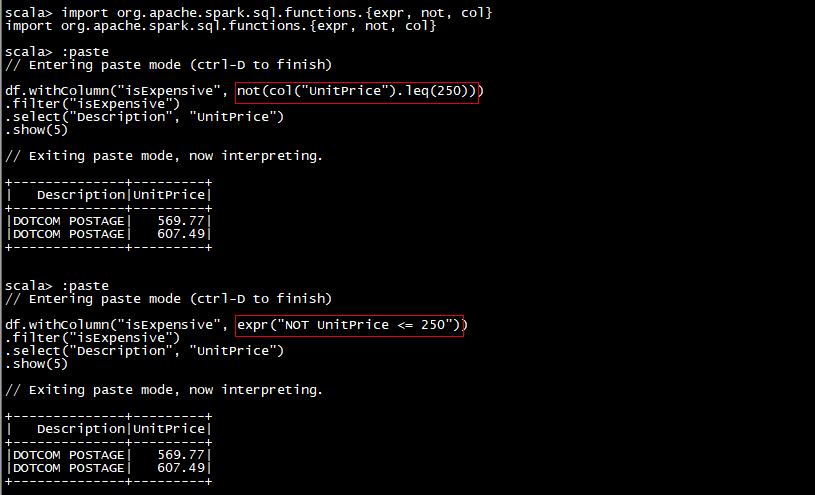 scala> import org.apache.spark.sql.functions.{expr, not, col}
import org.apache.spark.sql.functions.{expr, not, col}
scala> :paste
// Entering paste mode (ctrl-D to finish)
df.withColumn("isExpensive", not(col("UnitPrice").leq(250)))
.filter("isExpensive")
.select("Description", "UnitPrice")
.show(5)
// Exiting paste mode, now interpreting.
+--------------+---------+
|   Description|UnitPrice|
+--------------+---------+
|DOTCOM POSTAGE|   569.77|
|DOTCOM POSTAGE|   607.49|
+--------------+---------+
scala> :paste
// Entering paste mode (ctrl-D to finish)
df.withColumn("isExpensive", expr("NOT UnitPrice <= 250"))
.filter("isExpensive")
.select("Description", "UnitPrice")
.show(5)
// Exiting paste mode, now interpreting.
+--------------+---------+
|   Description|UnitPrice|
+--------------+---------+
|DOTCOM POSTAGE|   569.77|
|DOTCOM POSTAGE|   607.49|
+--------------+---------+